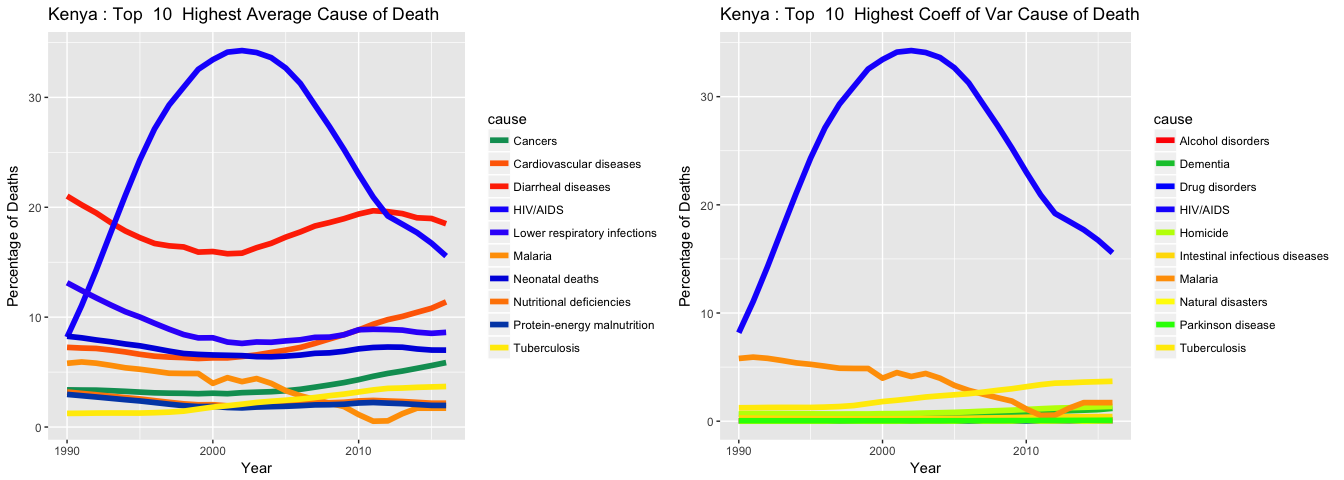 Kenya : Top  10  Highest Average Cause of Death
Percentage of Deaths
30
20
10
0
1990
2000
2010
Year
cause
Cancers
Cardiovascular diseases
Diarrheal diseases
HIV/AIDS
Lower respiratory infections
Malaria
Neonatal deaths
Nutritional deficiencies
Protein-energy malnutrition
Tuberculosis
Kenya : Top  10  Highest Coeff of Var Cause of Death
Percentage of Deaths
30
20
10
0
1990
2000
2010
Year
cause
Alcohol disorders
Dementia
Drug disorders
HIV/AIDS
Homicide
Intestinal infectious diseases
Malaria
Natural disasters
Parkinson disease
Tuberculosis